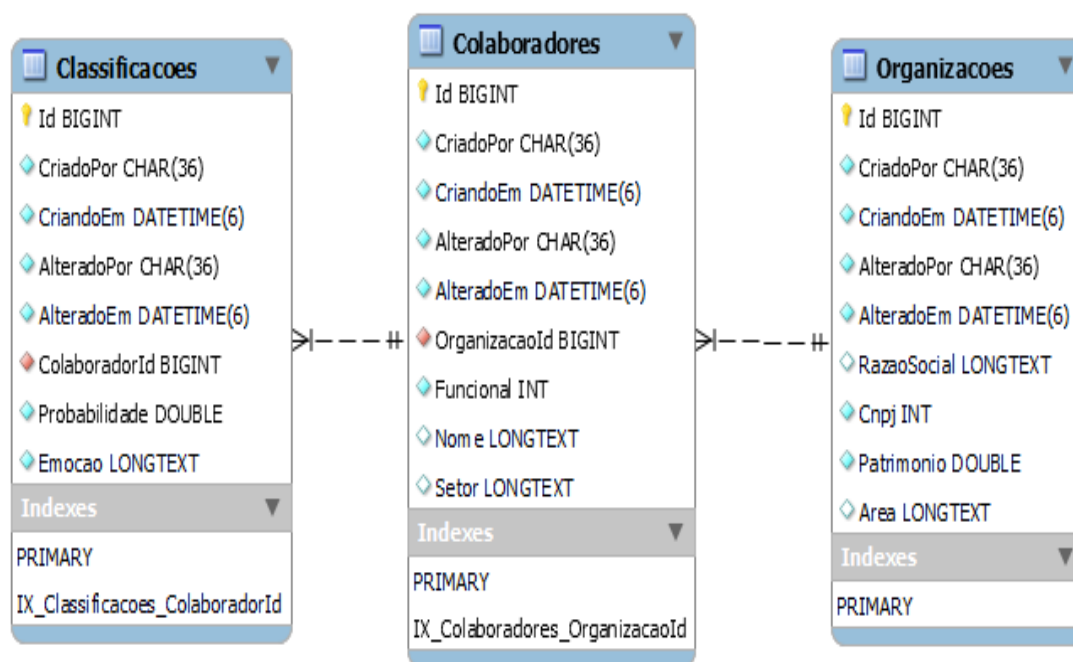 Classificacoes
Id BIGINT
CriadoPor CHAR(36)
CriandoEm DATETIME(6)
AlteradoPor CHAR(36)
AlteradoEm DATETIME(6)
ColaboradorId BIGINT
Probabilidade DOUBLE
Emocao LONGTEXT
Indexes
PRIMARY
IX_Classificacoes_ColaboradorId
Colaboradores
Id BIGINT
CriadoPor CHAR(36)
CriandoEm DATETIME(6)
AlteradoPor CHAR(36)
AlteradoEm DATETIME(6)
OrganizacaoId BIGINT
Funcional INT
Nome LONGTEXT
Setor LONGTEXT
Indexes
PRIMARY
IX_Colaboradores_OrganizacaoId
Organizacoes
Id BIGINT
CriadoPor CHAR(36)
CriandoEm DATETIME(6)
AlteradoPor CHAR(36)
AlteradoEm DATETIME(6)
RazaoSocial LONGTEXT
Cnpj INT
Patrimonio DOUBLE
Area LONGTEXT
Indexes
PRIMARY